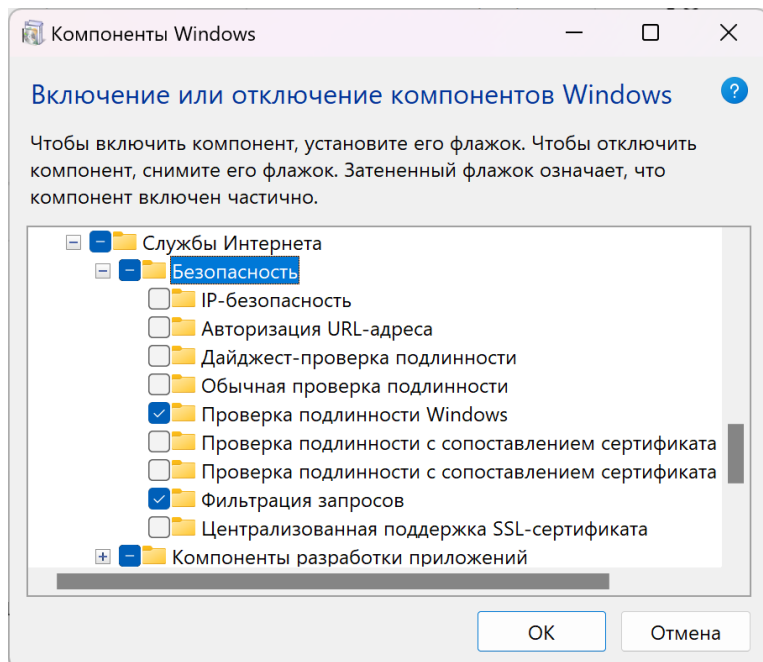 Компоненты Windows
Включение или отключение компонентов Windows
?
Чтобы включить компонент, установите его флажок. Чтобы отключить
компонент, снимите его флажок. Затененный флажок означает, что
компонент включен частично.
Службы Интернета
Безопасность
IP-безопасность
Авторизация URL-адреса
Дайджест-проверка подлинности
Обычная проверка подлинности
Проверка подлинности Windows
Проверка подлинности с сопоставлением сертификата
Проверка подлинности с сопоставлением сертификата
Фильтрация запросов
Централизованная поддержка SSL-сертификата
Компоненты разработки приложений
ОК
Отмена